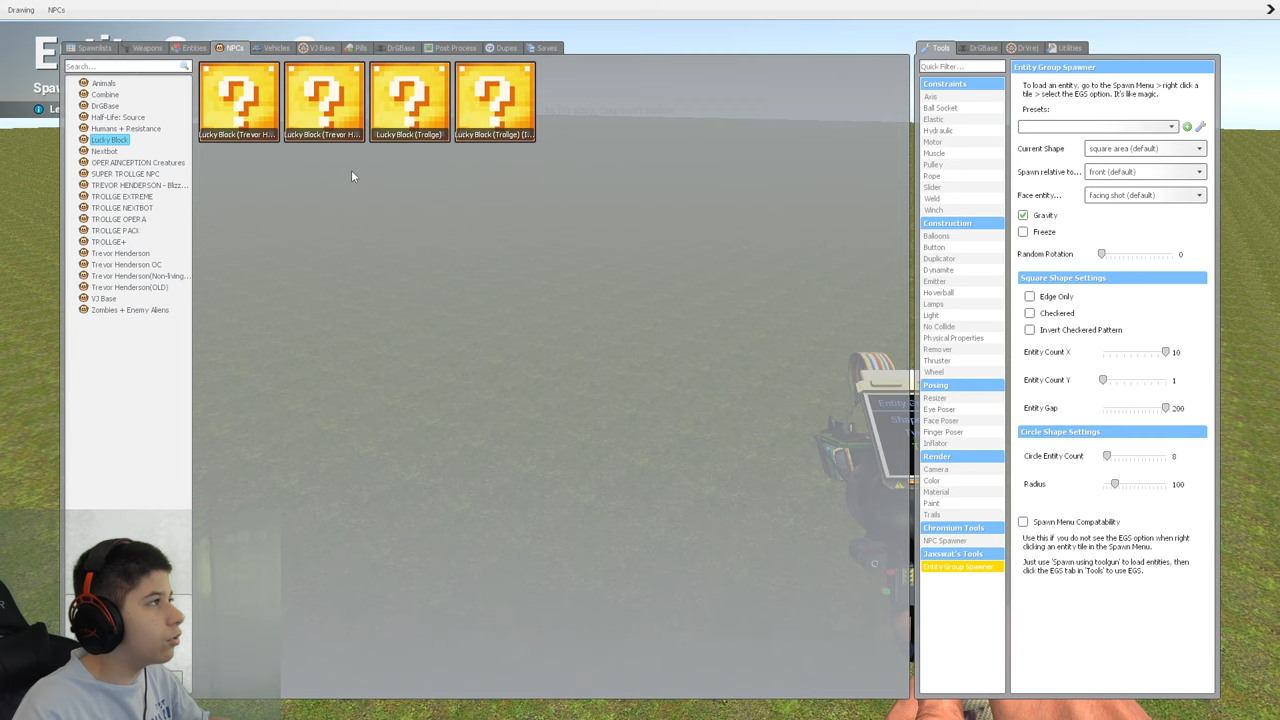 Drawing NPCs
Spawnlists Weapons Entities NPCs Vehicles VJ Base Pills DrGBase Post Process Dupes Saves
Search...
Animals
Combine
DrGBase
Half-Life: Source
Humans + Resistance
Lucky Block
Nextbot
OPERAINCEPTION Creatures
SUPER TROLLGE NPC
TREVOR HENDERSON - Blizz...
TROLLGE EXTREME
TROLLGE NEXTBOT
TROLLGE OPERA
TROLLGE PACK
TROLLGE+
Trevor Henderson
Trevor Henderson OC
Trevor Henderson(Non-living...
Trevor Henderson(OLD)
VJ Base
Zombies + Enemy Aliens
Lucky Block (Trevor H... Lucky Block (Trevor H... Lucky Block (Trollge) Lucky Block (Trollge) (I...
Tools DrGBase DrVrej Utilities
Quick Filter...
Constraints
Axis
Ball Socket
Elastic
Hydraulic
Motor
Muscle
Pulley
Rope
Slider
Weld
Winch
Construction
Balloons
Button
Duplicator
Dynamite
Emitter
Hoverball
Lamps
Light
No Collide
Physical Properties
Remover
Thruster
Wheel
Posing
Resizer
Eye Poser
Face Poser
Finger Poser
Inflator
Render
Camera
Color
Material
Paint
Trails
Chromium Tools
NPC Spawner
Jaxswat's Tools
Entity Group Spawner
Entity Group Spawner
To load an entity, go to the Spawn Menu > right click a
tile > select the EGS option. It's like magic.
Presets:
Current Shape square area (default)
Spawn relative to... front (default)
Face entity... facing shot (default)
Gravity
Freeze
Random Rotation 0
Square Shape Settings
Edge Only
Checkered
Invert Checkered Pattern
Entity Count X 10
Entity Count Y 1
Entity Gap 200
Circle Shape Settings
Circle Entity Count 8
Radius 100
Spawn Menu Compatability
Use this if you do not see the EGS option when right
clicking an entity tile in the Spawn Menu.
Just use 'Spawn using toolgun' to load entities, then
click the EGS tab in 'Tools' to use EGS.